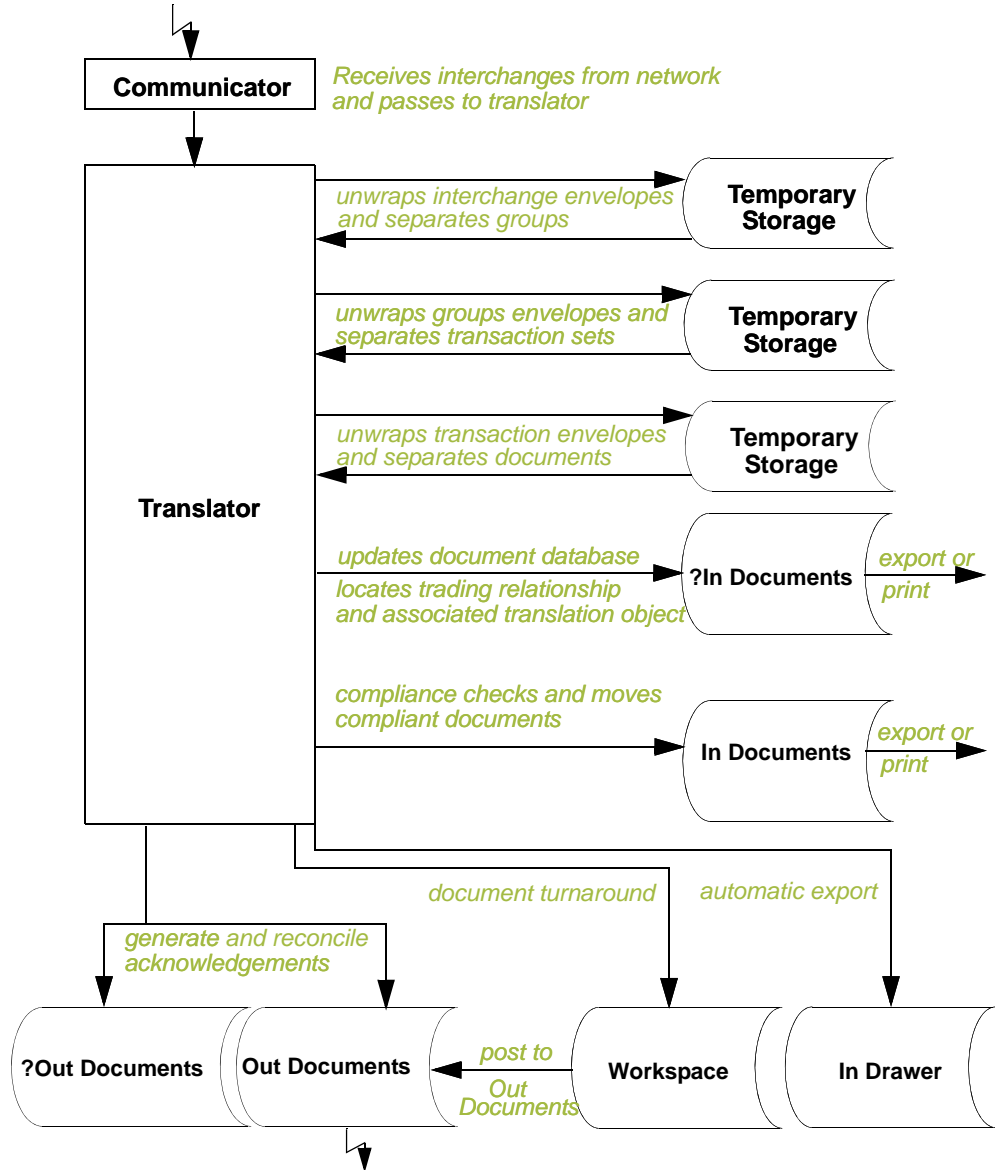 Communicator
Receives interchanges from network
and passes to translator
unwraps interchange envelopes
and separates groups
Temporary
Storage
unwraps groups envelopes and
separates transaction sets
Temporary
Storage
unwraps transaction envelopes
and separates documents
Temporary
Storage
Translator
updates document database
locates trading relationship
and associated translation object
?In Documents
export or
print
compliance checks and moves
compliant documents
In Documents
export or
print
document turnaround
automatic export
generate and reconcile
acknowledgements
?Out Documents
Out Documents
post to
Out
Documents
Workspace
In Drawer